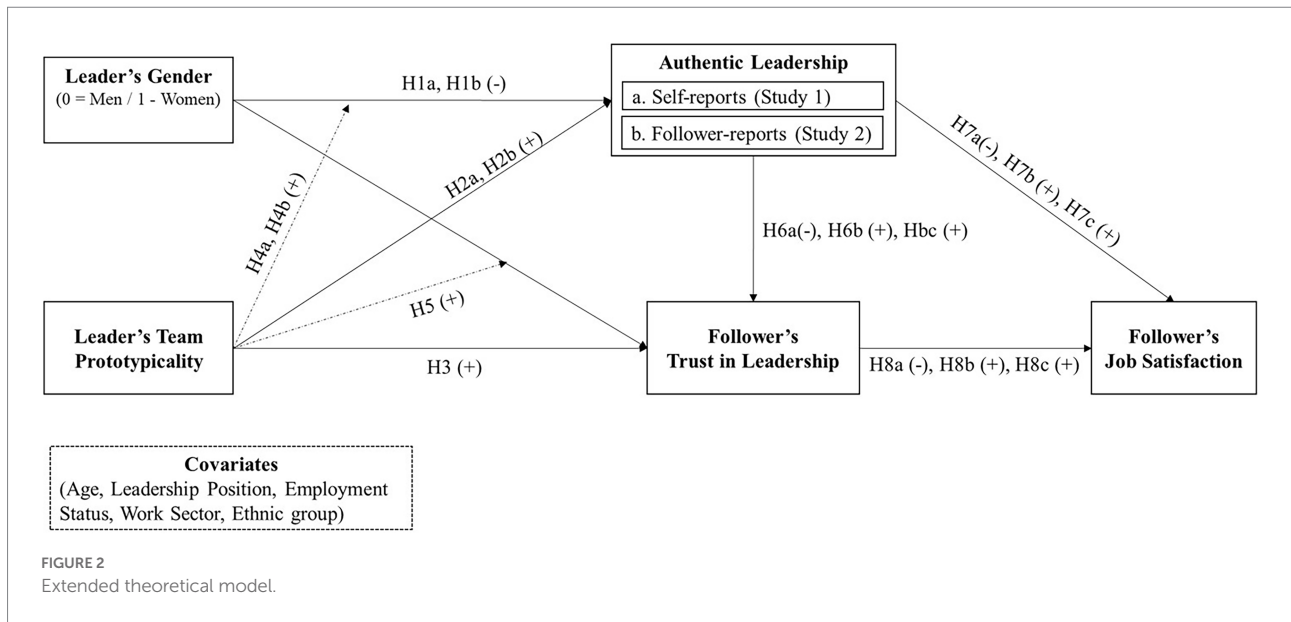 Leader's Gender
(0 = Men / 1 - Women)
H1a, H1b (-)
Authentic Leadership
a. Self-reports (Study 1)
b. Follower-reports (Study 2)
H2a, H2b (+)
H4a, H4b (+)
H7a(-), H7b (+), H7c (+)
H6a(-), H6b (+), Hbc (+)
H5 (+)
Leader's Team
Prototypicality
H3 (+)
Follower's
Trust in Leadership
H8a (-), H8b (+), H8c (+)
Follower's
Job Satisfaction
Covariates
(Age, Leadership Position, Employment
Status, Work Sector, Ethnic group)
FIGURE 2
Extended theoretical model.